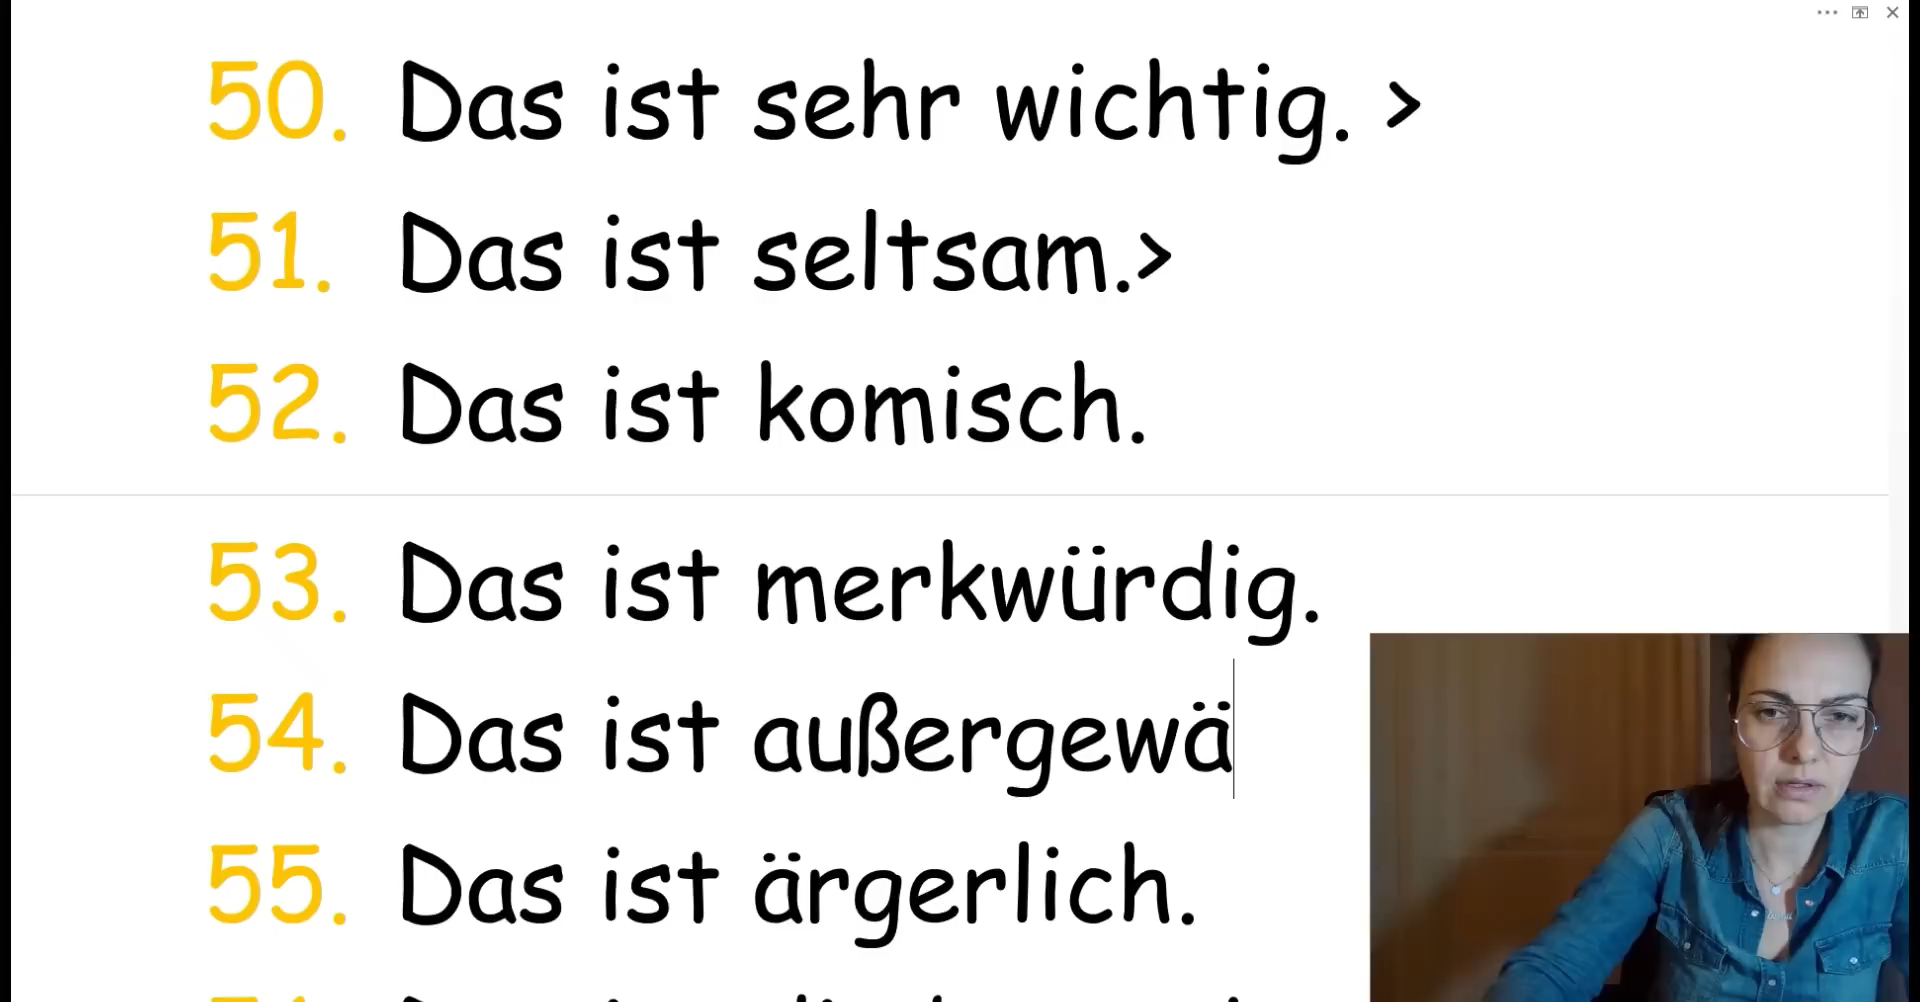 50. Das ist sehr wichtig. >
51. Das ist seltsam.>
52. Das ist komisch.
53. Das ist merkwürdig.
54. Das ist außergewä
55. Das ist ärgerlich.